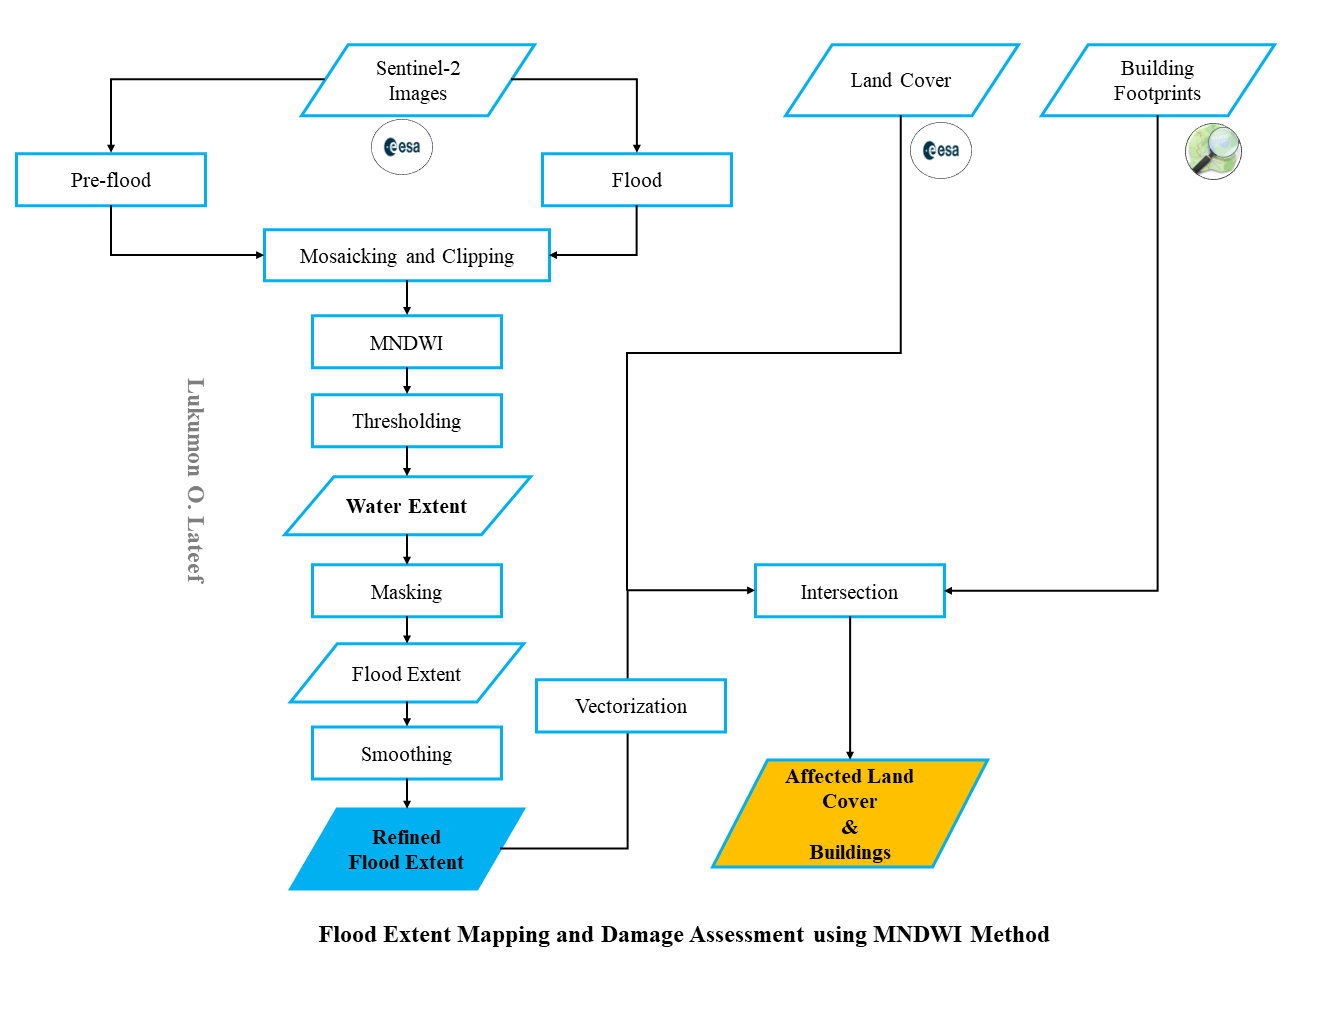 Sentinel-2
Images
Land Cover
Building
Footprints
esa
esa
Pre-flood
Flood
Mosaicking and Clipping
MNDWI
Thresholding
Water Extent
Lukumon O. Lateef
Masking
Intersection
Flood Extent
Vectorization
Smoothing
Affected Land
Cover
&
Buildings
Refined
Flood Extent
Flood Extent Mapping and Damage Assessment using MNDWI Method